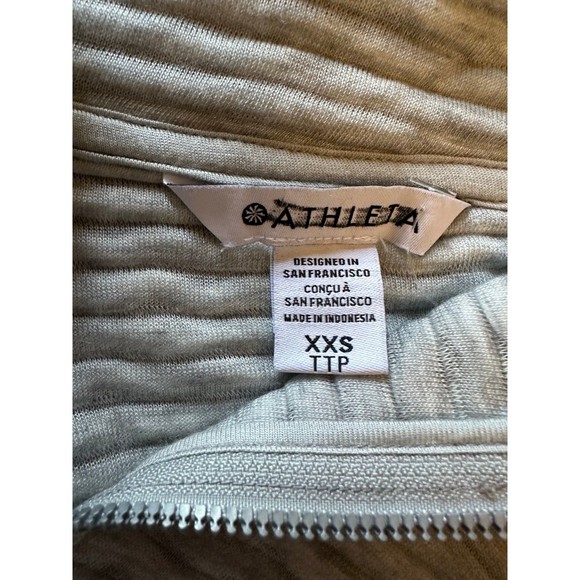 ATHLETA
DESIGNED IN
SAN FRANCISCO
CONÇU À
SAN FRANCISCO
MADE IN INDONESIA
XXS
TTP